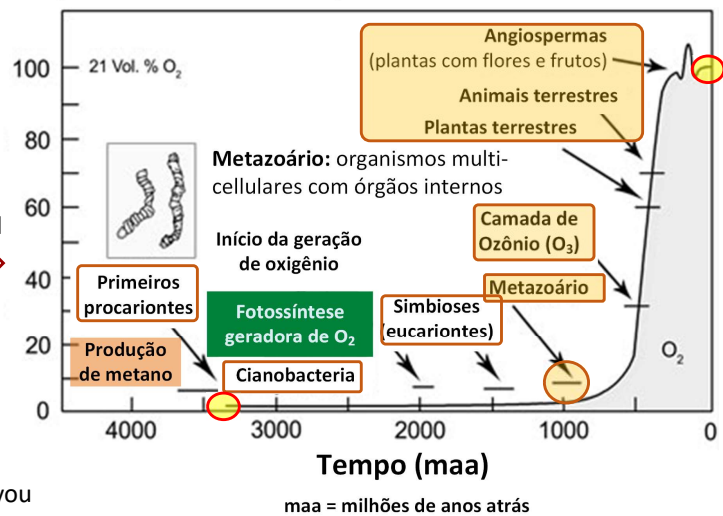 Angiospermas
(plantas com flores e frutos)
Animais terrestres
Plantas terrestres
100
21 Vol. % O₂
80
Metazoário: organismos multi-
cellulares com órgãos internos
60
Camada de
Ozônio (O₃)
Início da geração
de oxigênio
40
Primeiros
procariontes
Metazoário
Fotossíntese
geradora de O₂
Simbioses
(eucariontes)
20
Produção
de metano
Cianobacteria
O₂
0
4000
3000
2000
1000
0
Tempo (maa)
you
maa = milhões de anos atrás